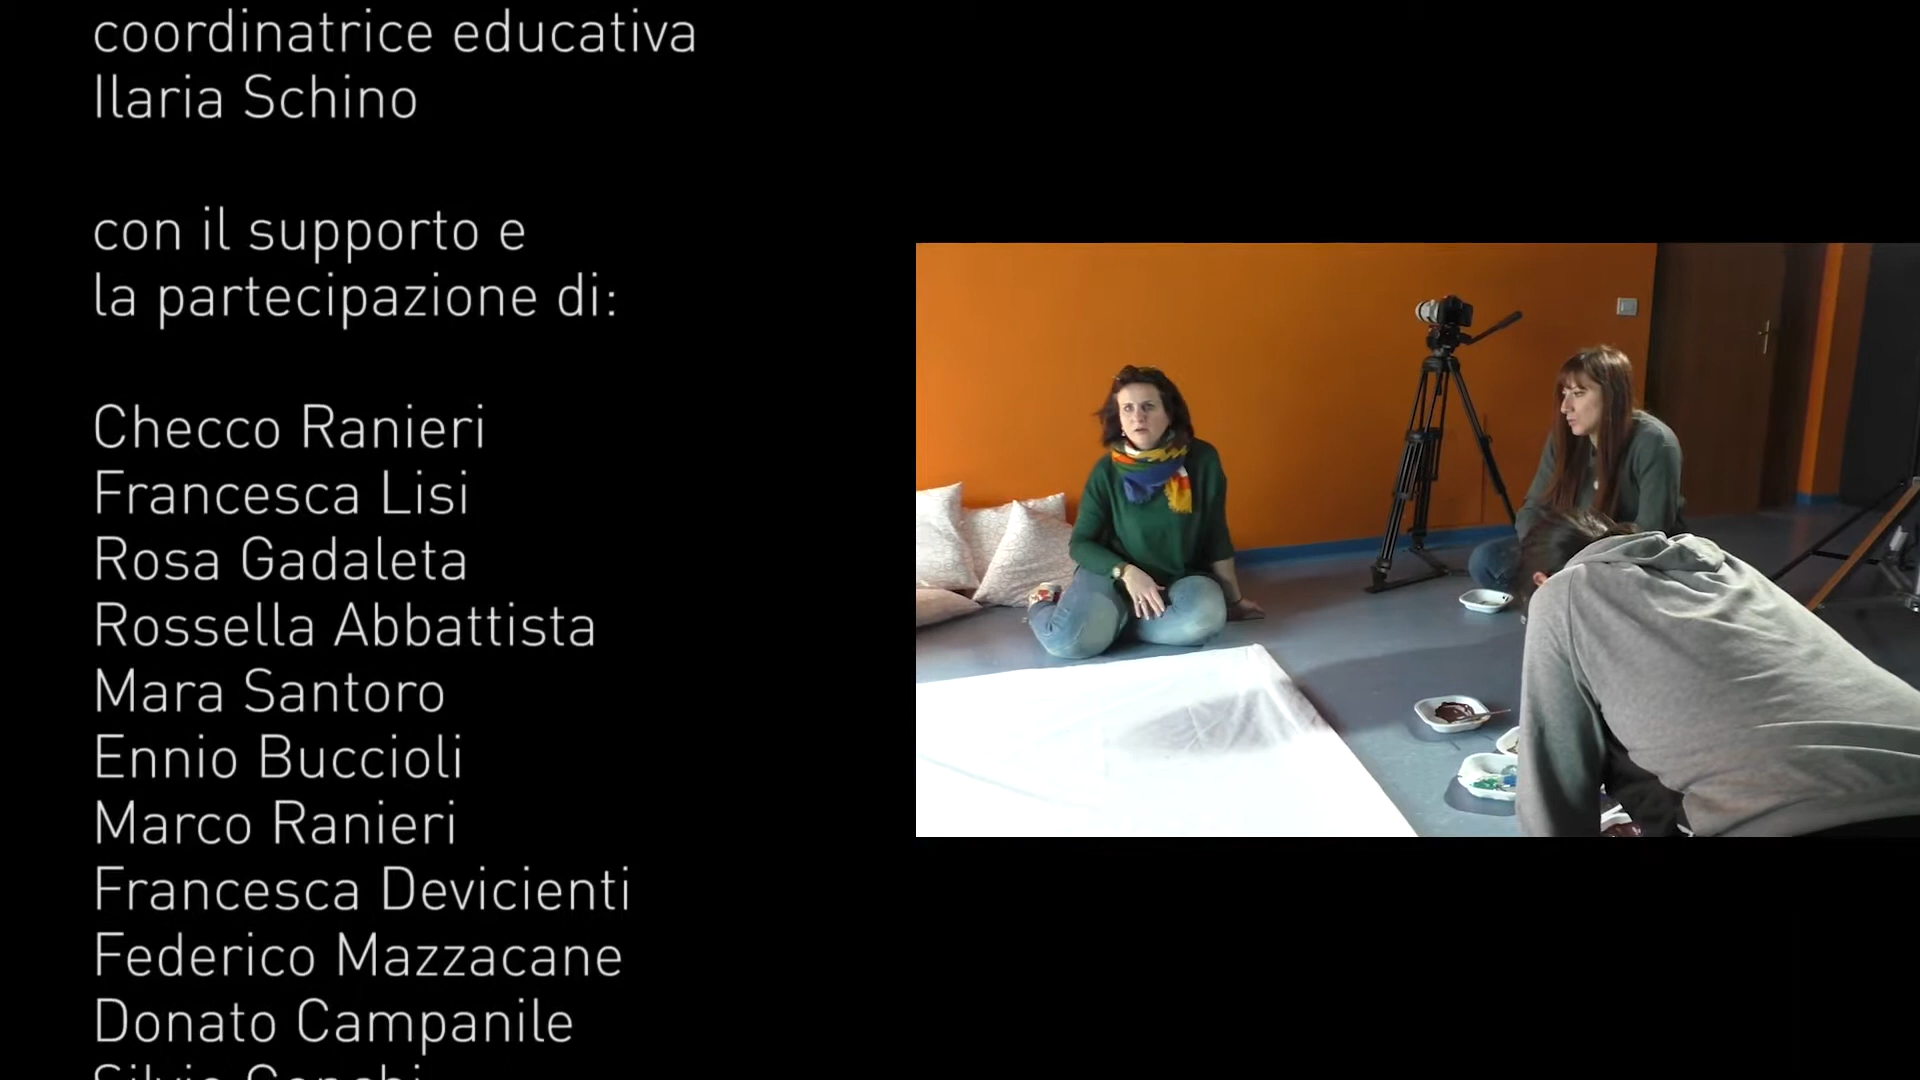 coordinatrice educativa
Ilaria Schino
con il supporto e
la partecipazione di:
Checco Ranieri
Francesca Lisi
Rosa Gadaleta
Rossella Abbattista
Mara Santoro
Ennio Buccioli
Marco Ranieri
Francesca Devicienti
Federico Mazzacane
Donato Campanile